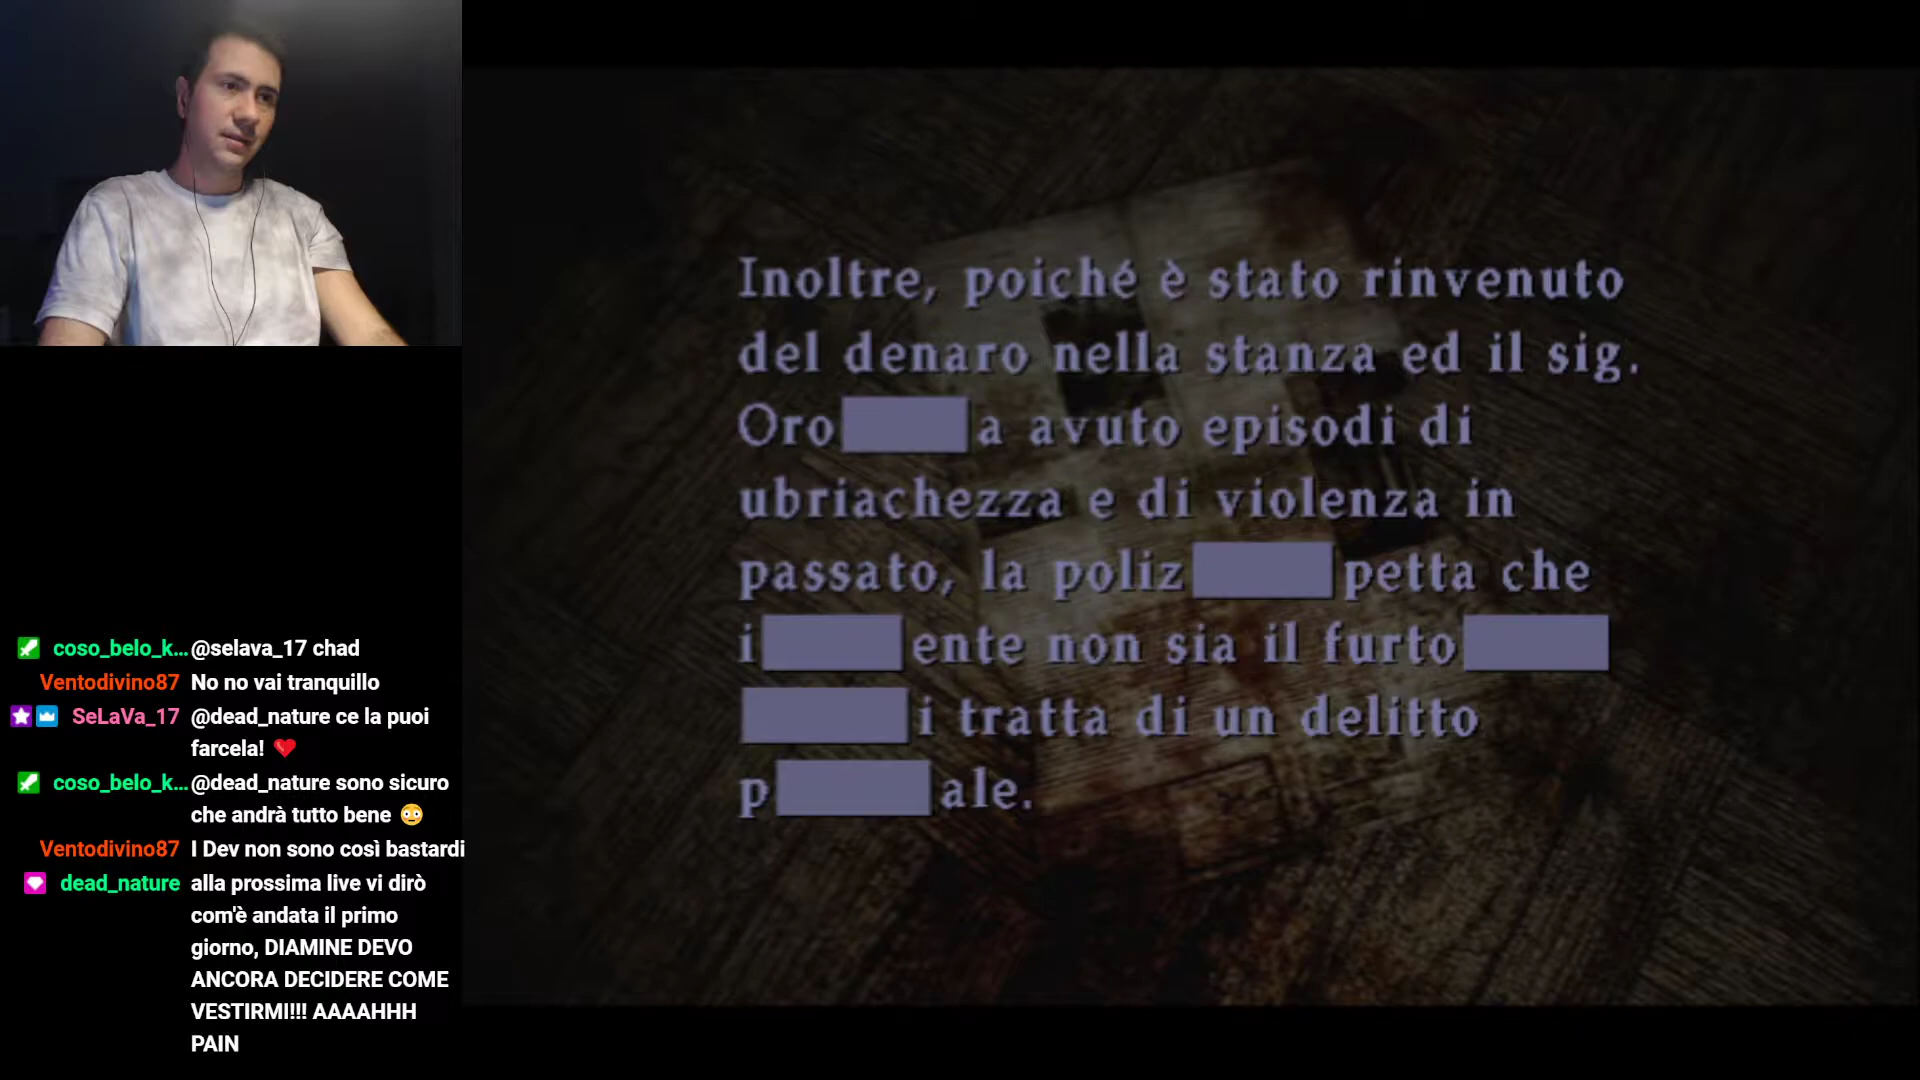 Inoltre, poiché è stato rinvenuto
del denaro nella stanza ed il sig.
Oro a avuto episodi di
ubriachezza e di violenza in
passato, la poliz petta che
i ente non sia il furto
i tratta di un delitto
p ale.
coso_belo_k... @selava_17 chad
Ventodivino87 No no vai tranquillo
SeLaVa_17 @dead_nature ce la puoi
farcela! ❤️
coso_belo_k... @dead_nature sono sicuro
che andrà tutto bene 😳
Ventodivino87 I Dev non sono così bastardi
dead_nature alla prossima live vi dirò
com'è andata il primo
giorno, DIAMINE DEVO
ANCORA DECIDERE COME
VESTIRMI!!! AAAAHHH
PAIN